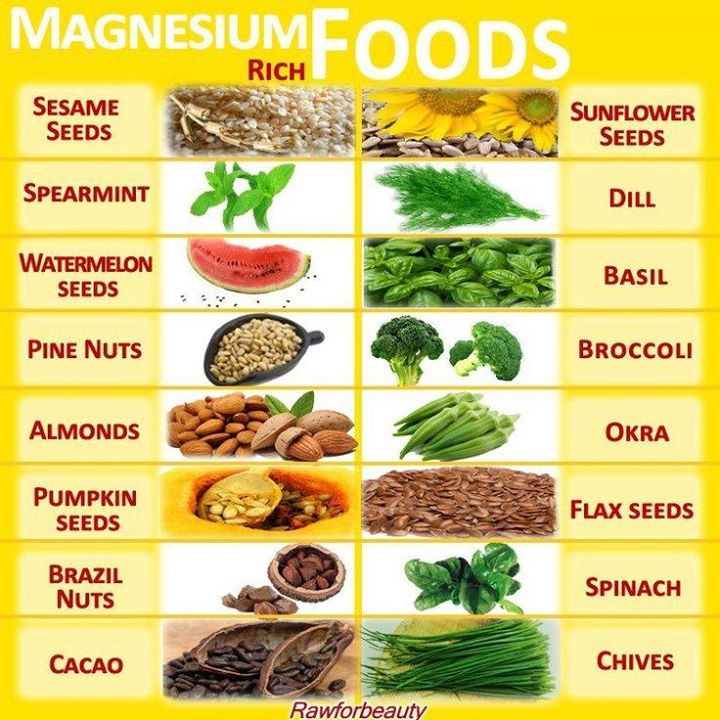 MAGNESIUM
RICH
FOODS
SESAME
SEEDS
SUNFLOWER
SEEDS
SPEARMINT
DILL
WATERMELON
SEEDS
BASIL
PINE NUTS
BROCCOLI
ALMONDS
OKRA
PUMPKIN
SEEDS
FLAX SEEDS
BRAZIL
NUTS
SPINACH
CACAO
CHIVES
Rawforbeauty